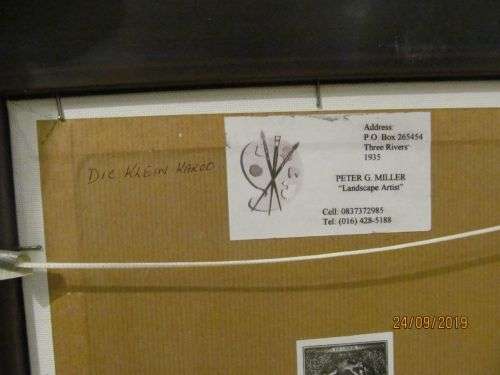 Address:
P.O. Box 265454
Three Rivers
1935
DIE KLEIN KAROO
PETER G. MILLER
"Landscape Artist"
Cell: 0837372985
Tel: (016) 428-5188
24/09/2019